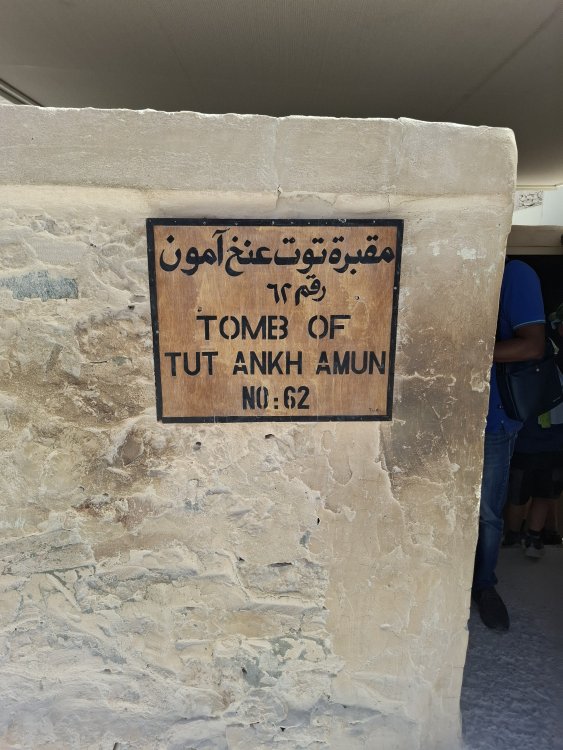 مقبرة توت عنخ آمون
رقم ٦٢
TOMB OF
TUT ANKH AMUN
NO: 62